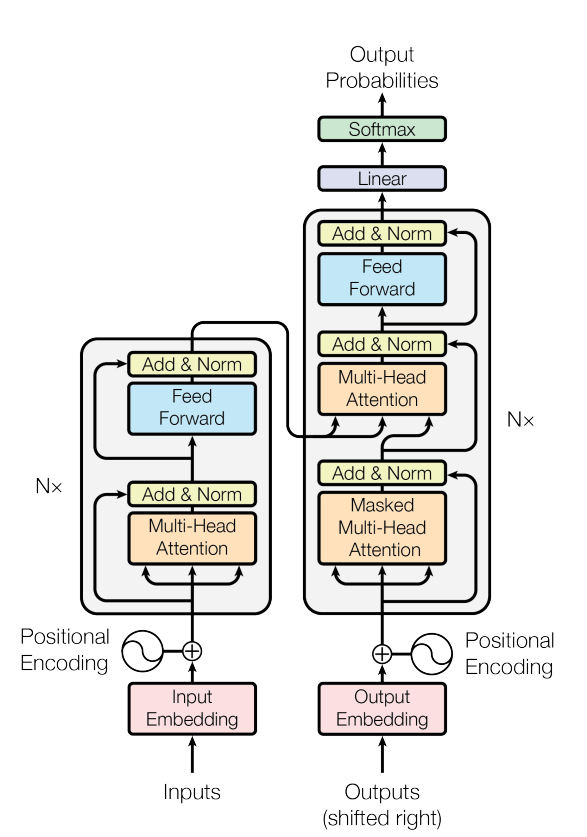 Output
Probabilities
Softmax
Linear
Add & Norm
Feed
Forward
Add & Norm
Multi-Head
Attention
Add & Norm
Masked
Multi-Head
Attention
N×
Add & Norm
Feed
Forward
Add & Norm
Multi-Head
Attention
N×
Positional
Encoding
Positional
Encoding
Input
Embedding
Output
Embedding
Inputs
Outputs
(shifted right)